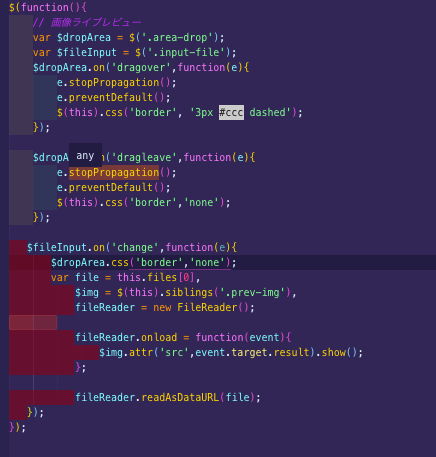 $(function(){
// 画像ライブレビュー
var $dropArea = $('.area-drop');
var $fileInput = $('.input-file');
$dropArea.on('dragover',function(e){
e.stopPropagation();
e.preventDefault();
$(this).css('border', '3px #ccc dashed');
});
$dropA any ('dragleave',function(e){
e.stopPropagation();
e.preventDefault();
$(this).css('border','none');
});
$fileInput.on('change',function(e){
$dropArea.css('border','none');
var file = this.files[0],
$img = $(this).siblings('.prev-img'),
fileReader = new FileReader();
fileReader.onload = function(event){
$img.attr('src',event.target.result).show();
};
fileReader.readAsDataURL(file);
});
});